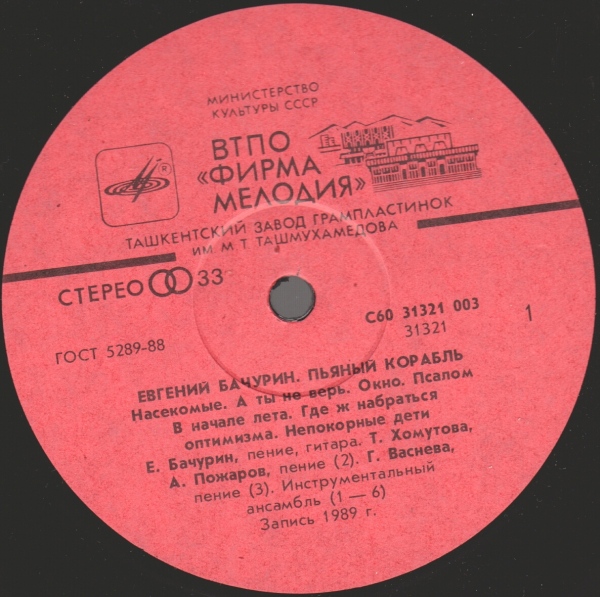 МИНИСТЕРСТВО
КУЛЬТУРЫ СССР
ВТПО
«ФИРМА
МЕЛОДИЯ»
ТАШКЕНТСКИЙ ЗАВОД ГРАМПЛАСТИНОК
ИМ. М. Т. ТАШМУХАМЕДОВА
СТЕРЕО 33
С60 31321 003
31321
1
ГОСТ 5289-88
ЕВГЕНИЙ БАЧУРИН. ПЬЯНЫЙ КОРАБЛЬ
Насекомые. А ты не верь. Окно. Псалом
В начале лета. Где ж набраться
оптимизма. Непокорные дети
Е. Бачурин, пение, гитара. Т. Хомутова,
А. Пожаров, пение (2). Г. Васнева,
пение (3). Инструментальный
ансамбль (1 — 6)
Запись 1989 г.